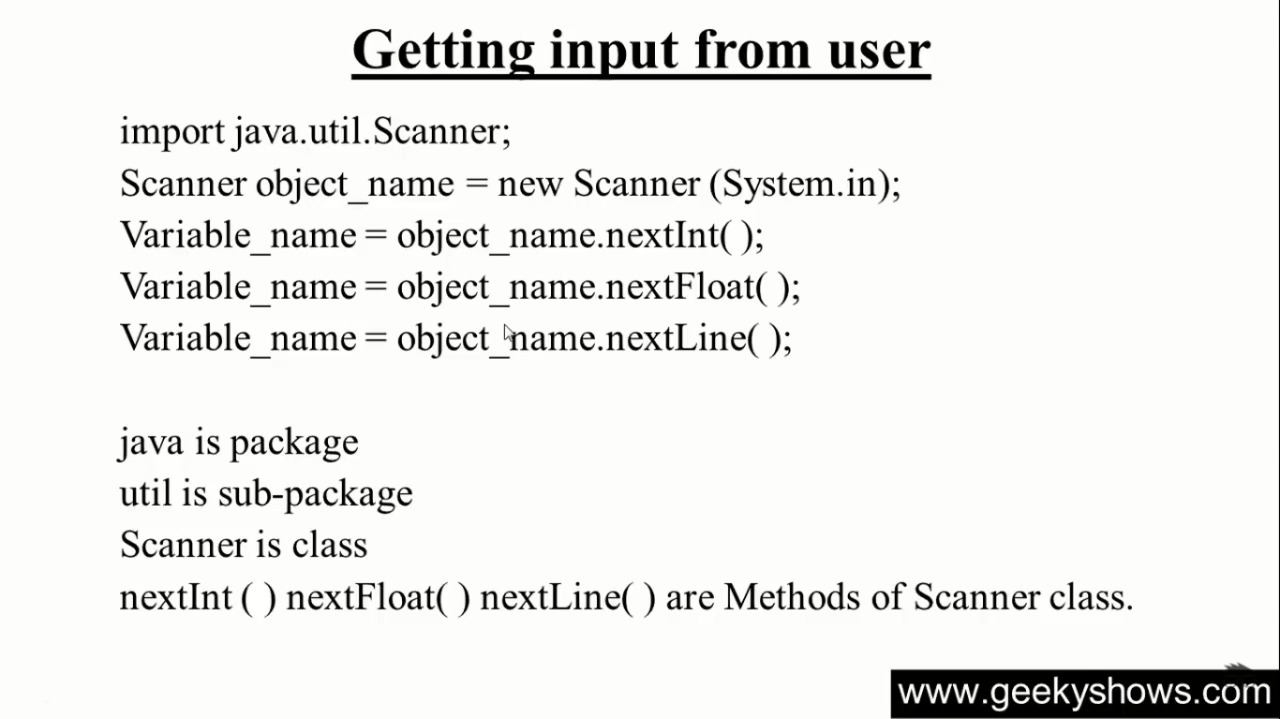 Getting input from user
import java.util.Scanner;
Scanner object_name = new Scanner (System.in);
Variable_name = object_name.nextInt( );
Variable_name = object_name.nextFloat( );
Variable_name = object_name.nextLine( );
java is package
util is sub-package
Scanner is class
nextInt ( ) nextFloat( ) nextLine( ) are Methods of Scanner class.
www.geekyshows.com